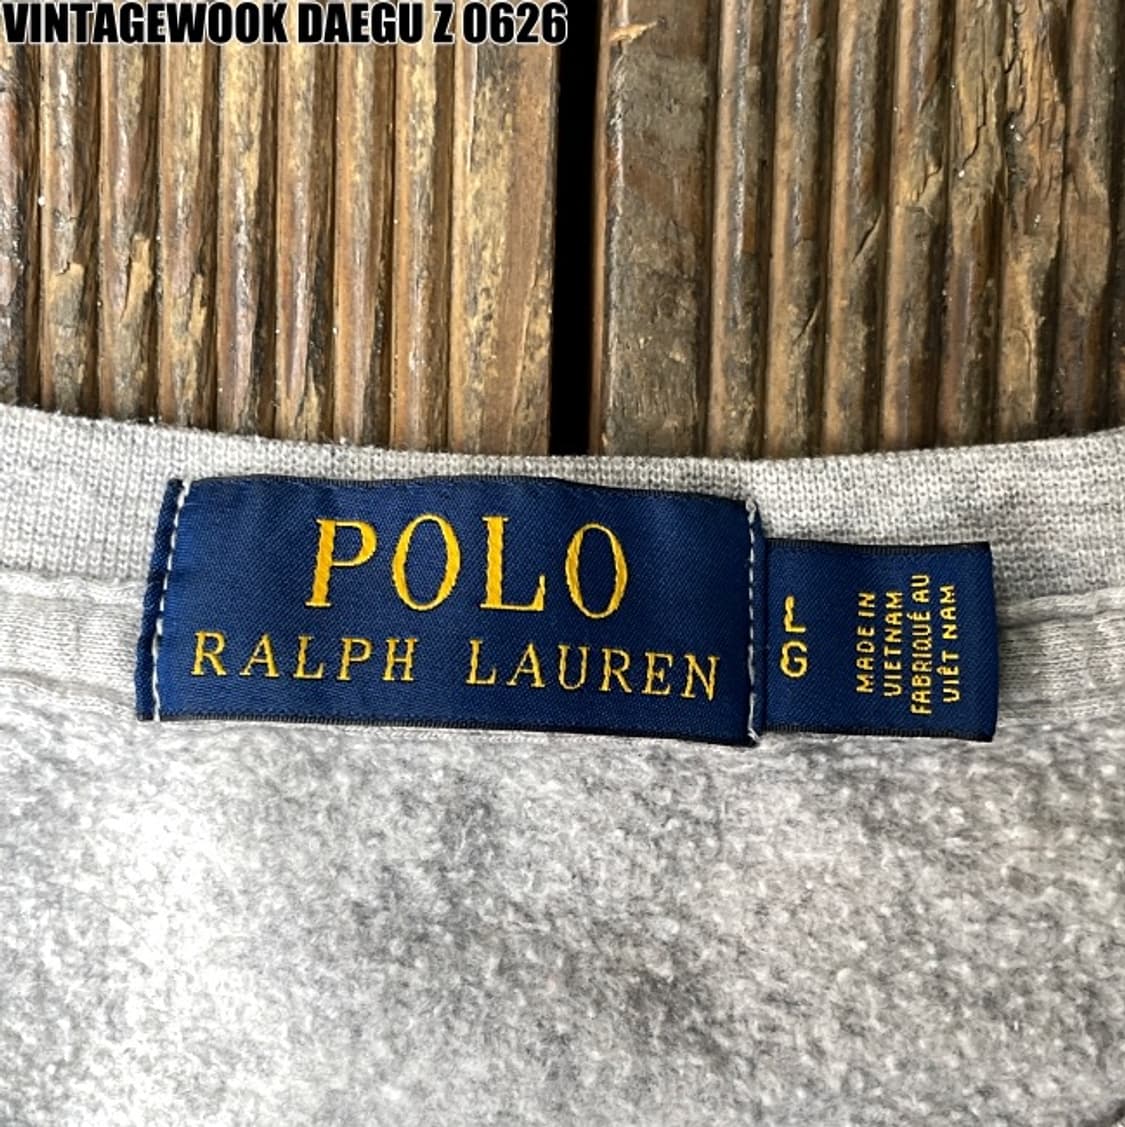 VINTAGEWOOK DAEGU Z 0626
POLO
RALPH LAUREN
L
G
MADE IN
VIETNAM
FABRIQUÉ AU
VIÊT NAM